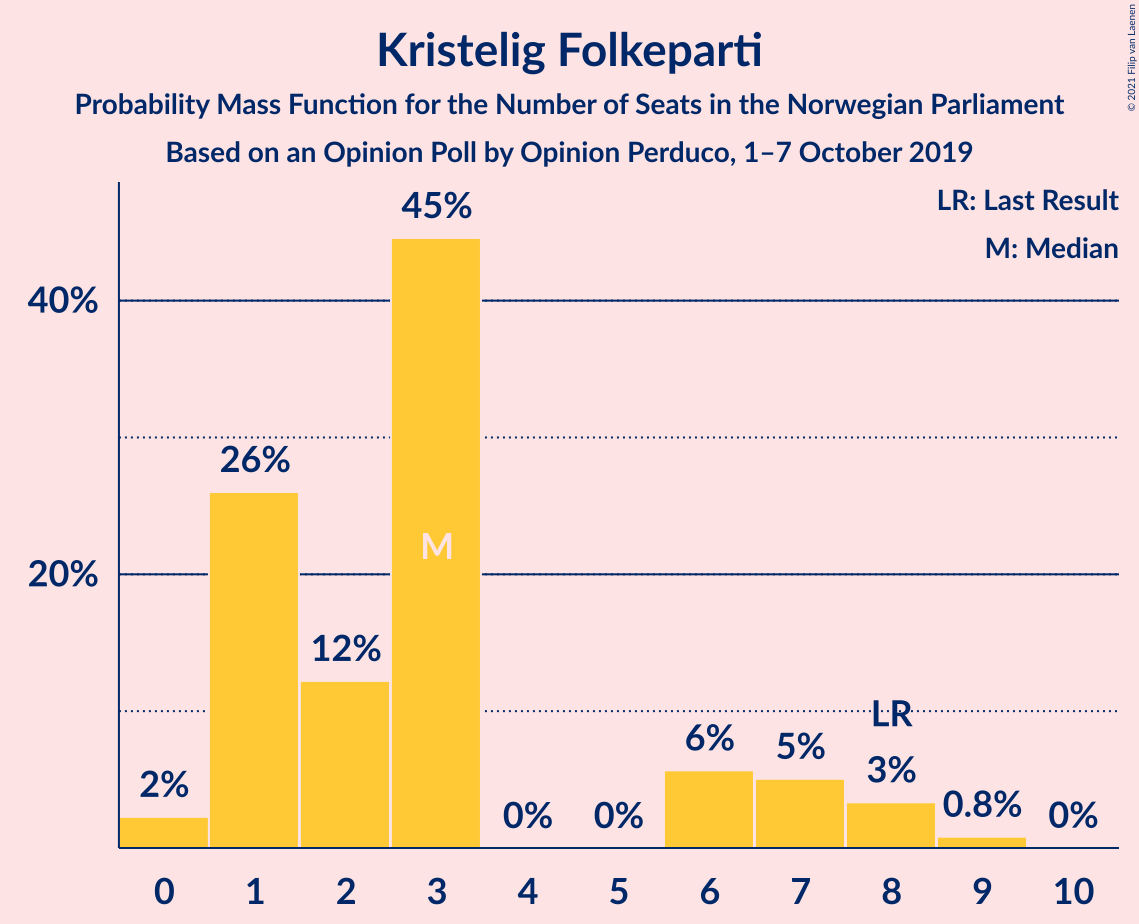 Kristelig Folkeparti
Probability Mass Function for the Number of Seats in the Norwegian Parliament
Based on an Opinion Poll by Opinion Perduco, 1–7 October 2019
© 2021 Filip van Laenen
LR: Last Result
M: Median
45%
40%
26%
M
20%
12%
LR
6%
5%
3%
2%
0%
0%
0.8%
0%
0 1 2 3 4 5 6 7 8 9 10